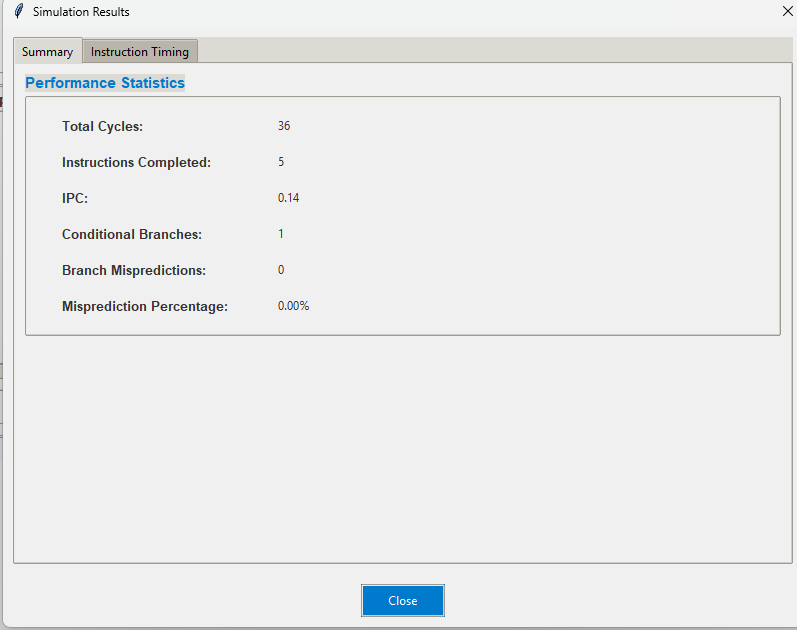 Simulation Results
Summary Instruction Timing
Performance Statistics
Total Cycles: 36
Instructions Completed: 5
IPC: 0.14
Conditional Branches: 1
Branch Mispredictions: 0
Misprediction Percentage: 0.00%
Close